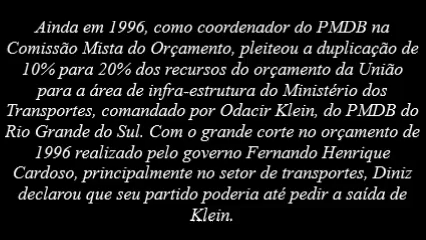 Ainda em 1996, como coordenador do PMDB na
Comissão Mista do Orçamento, pleiteou a duplicação de
10% para 20% dos recursos do orçamento da União
para a área de infra-estrutura do Ministério dos
Transportes, comandado por Odacir Klein, do PMDB do
Rio Grande do Sul. Com o grande corte no orçamento de
1996 realizado pelo governo Fernando Henrique
Cardoso, principalmente no setor de transportes, Diniz
declarou que seu partido poderia até pedir a saída de
Klein.